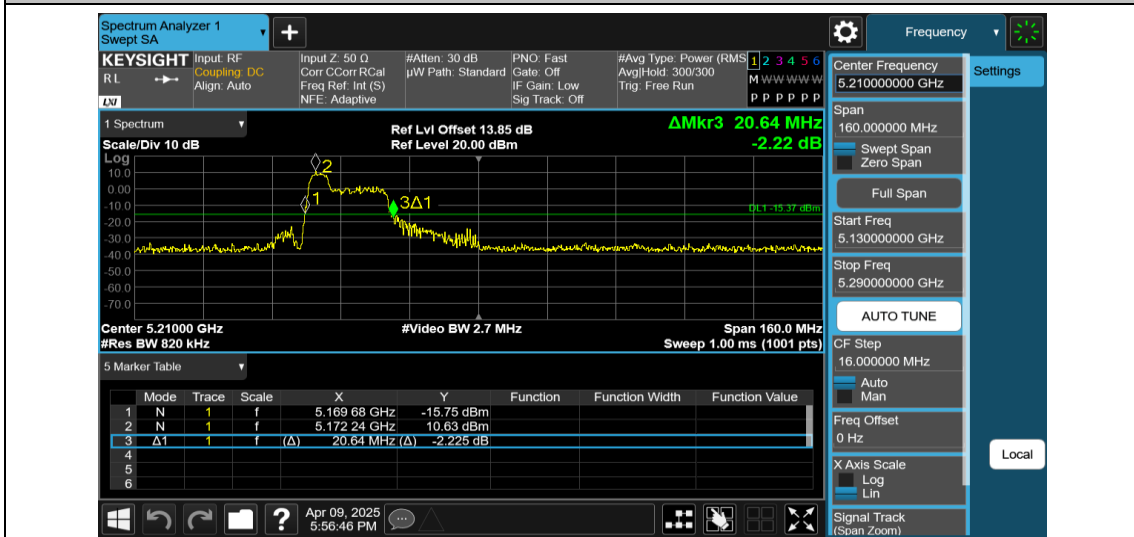 Spectrum Analyzer 1
Swept SA
Frequency
KEYSIGHT
R L
LXI
Input: RF
Coupling: DC
Align: Auto
Input Z: 50 Ω
Corr CCorr RCal
Freq Ref: Int (S)
NFE: Adaptive
#Atten: 30 dB
µW Path: Standard
PNO: Fast
Gate: Off
IF Gain: Low
Sig Track: Off
#Avg Type: Power (RMS
Avg|Hold: 300/300
Trig: Free Run
1 2 3 4 5 6
M W W W W W
P P P P P P
1 Spectrum
Scale/Div 10 dB
Ref Lvl Offset 13.85 dB
Ref Level 20.00 dBm
ΔMkr3 20.64 MHz
-2.22 dB
Log
10.0
0.00
-10.0
-20.0
-30.0
-40.0
-50.0
-60.0
-70.0
2
1
3Δ1
DL1 -15.37 dBm
Center 5.21000 GHz
#Res BW 820 kHz
#Video BW 2.7 MHz
Span 160.0 MHz
Sweep 1.00 ms (1001 pts)
5 Marker Table
Mode Trace Scale X Y Function Function Width Function Value
1 N 1 f 5.169 68 GHz -15.75 dBm
2 N 1 f 5.172 24 GHz 10.63 dBm
3 Δ1 1 f (Δ) 20.64 MHz (Δ) -2.225 dB
4
5
6
Apr 09, 2025
5:56:46 PM
Center Frequency
5.210000000 GHz
Span
160.000000 MHz
Swept Span
Zero Span
Full Span
Start Freq
5.130000000 GHz
Stop Freq
5.290000000 GHz
AUTO TUNE
CF Step
16.000000 MHz
Auto
Man
Freq Offset
0 Hz
X Axis Scale
Log
Lin
Signal Track
(Span Zoom)
Settings
Local